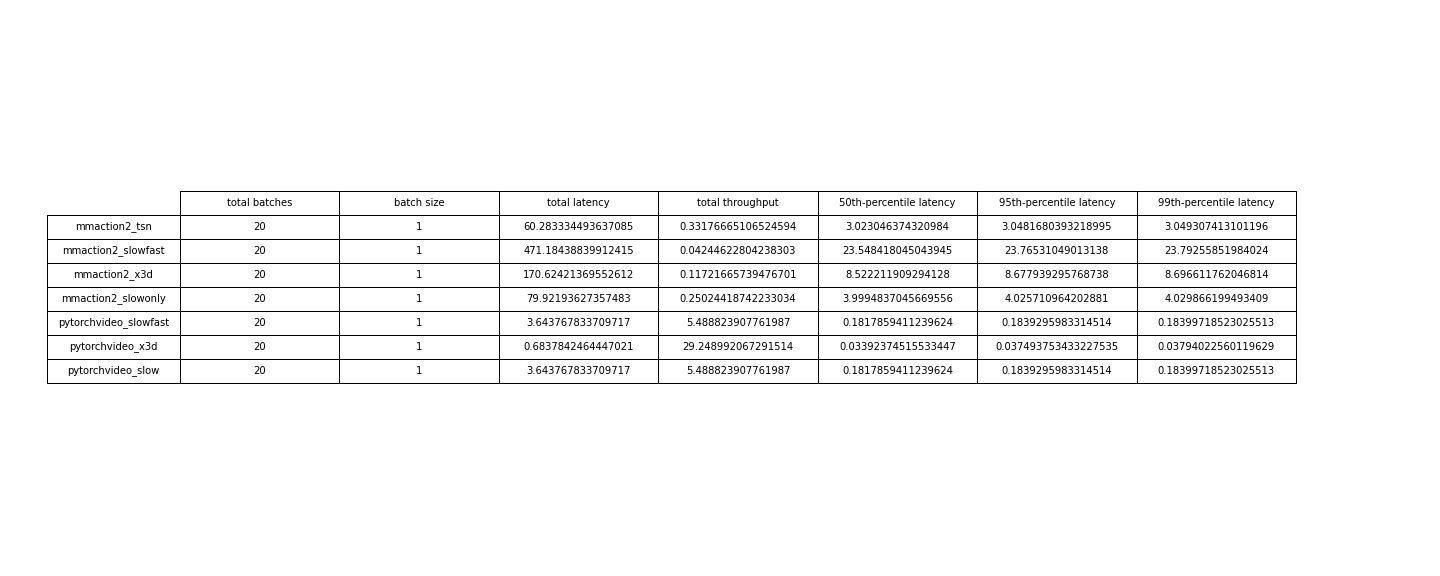 total batches batch size total latency total throughput 50th-percentile latency 95th-percentile latency 99th-percentile latency
mmaction2_tsn 20 1 60.283334493637085 0.33176665106524594 3.023046374320984 3.0481680393218995 3.049307413101196
mmaction2_slowfast 20 1 471.18438839912415 0.04244622804238303 23.548418045043945 23.76531049013138 23.79255851984024
mmaction2_x3d 20 1 170.62421369552612 0.11721665739476701 8.522211909294128 8.677939295768738 8.696611762046814
mmaction2_slowonly 20 1 79.92193627357483 0.25024418742233034 3.9994837045669556 4.025710964202881 4.029866199493409
pytorchvideo_slowfast 20 1 3.643767833709717 5.488823907761987 0.1817859411239624 0.1839295983314514 0.18399718523025513
pytorchvideo_x3d 20 1 0.6837842464447021 29.248992067291514 0.03392374515533447 0.037493753433227535 0.03794022560119629
pytorchvideo_slow 20 1 3.643767833709717 5.488823907761987 0.1817859411239624 0.1839295983314514 0.18399718523025513